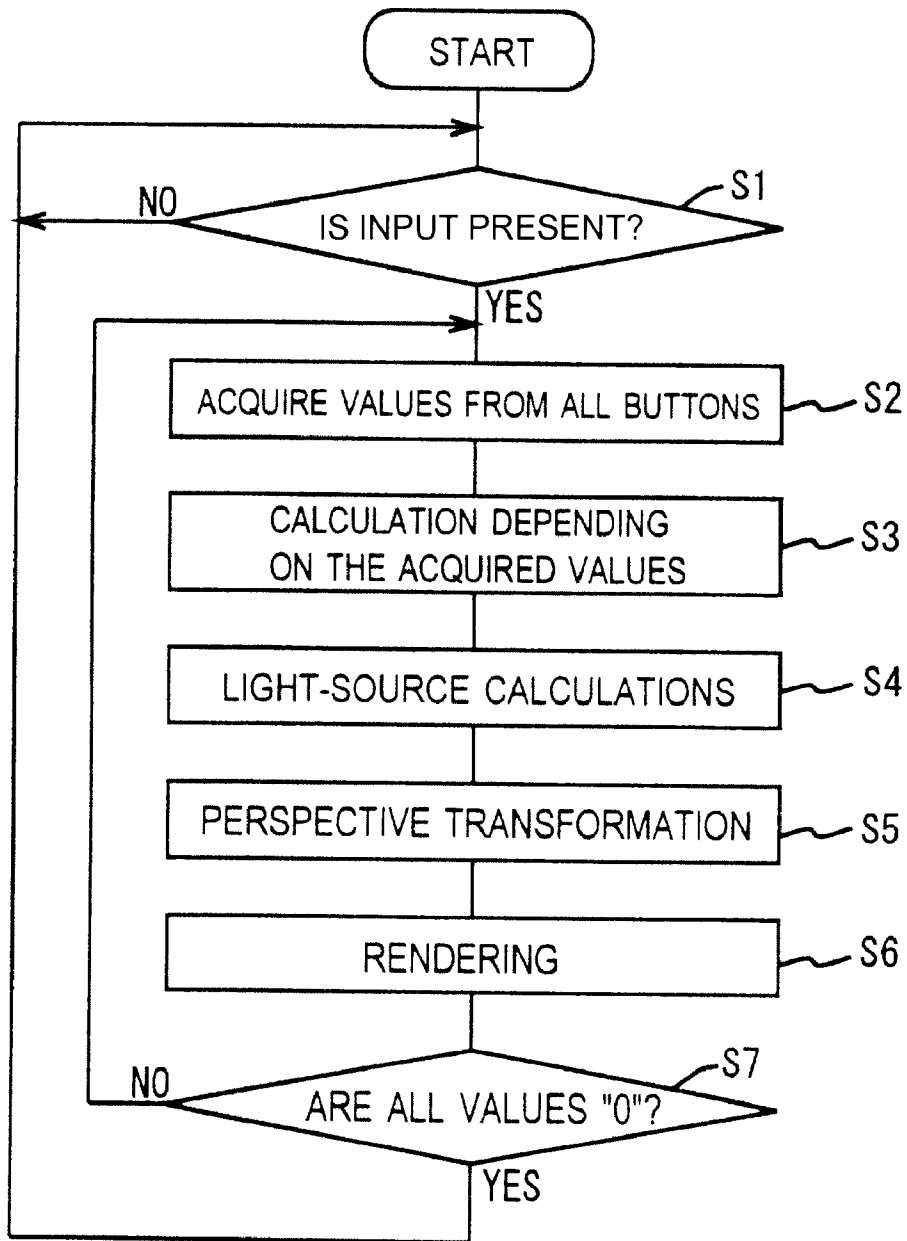 START
NO
S1
IS INPUT PRESENT?
YES
ACQUIRE VALUES FROM ALL BUTTONS
S2
CALCULATION DEPENDING
ON THE ACQUIRED VALUES
S3
LIGHT-SOURCE CALCULATIONS
S4
PERSPECTIVE TRANSFORMATION
S5
RENDERING
S6
NO
S7
ARE ALL VALUES "0"?
YES